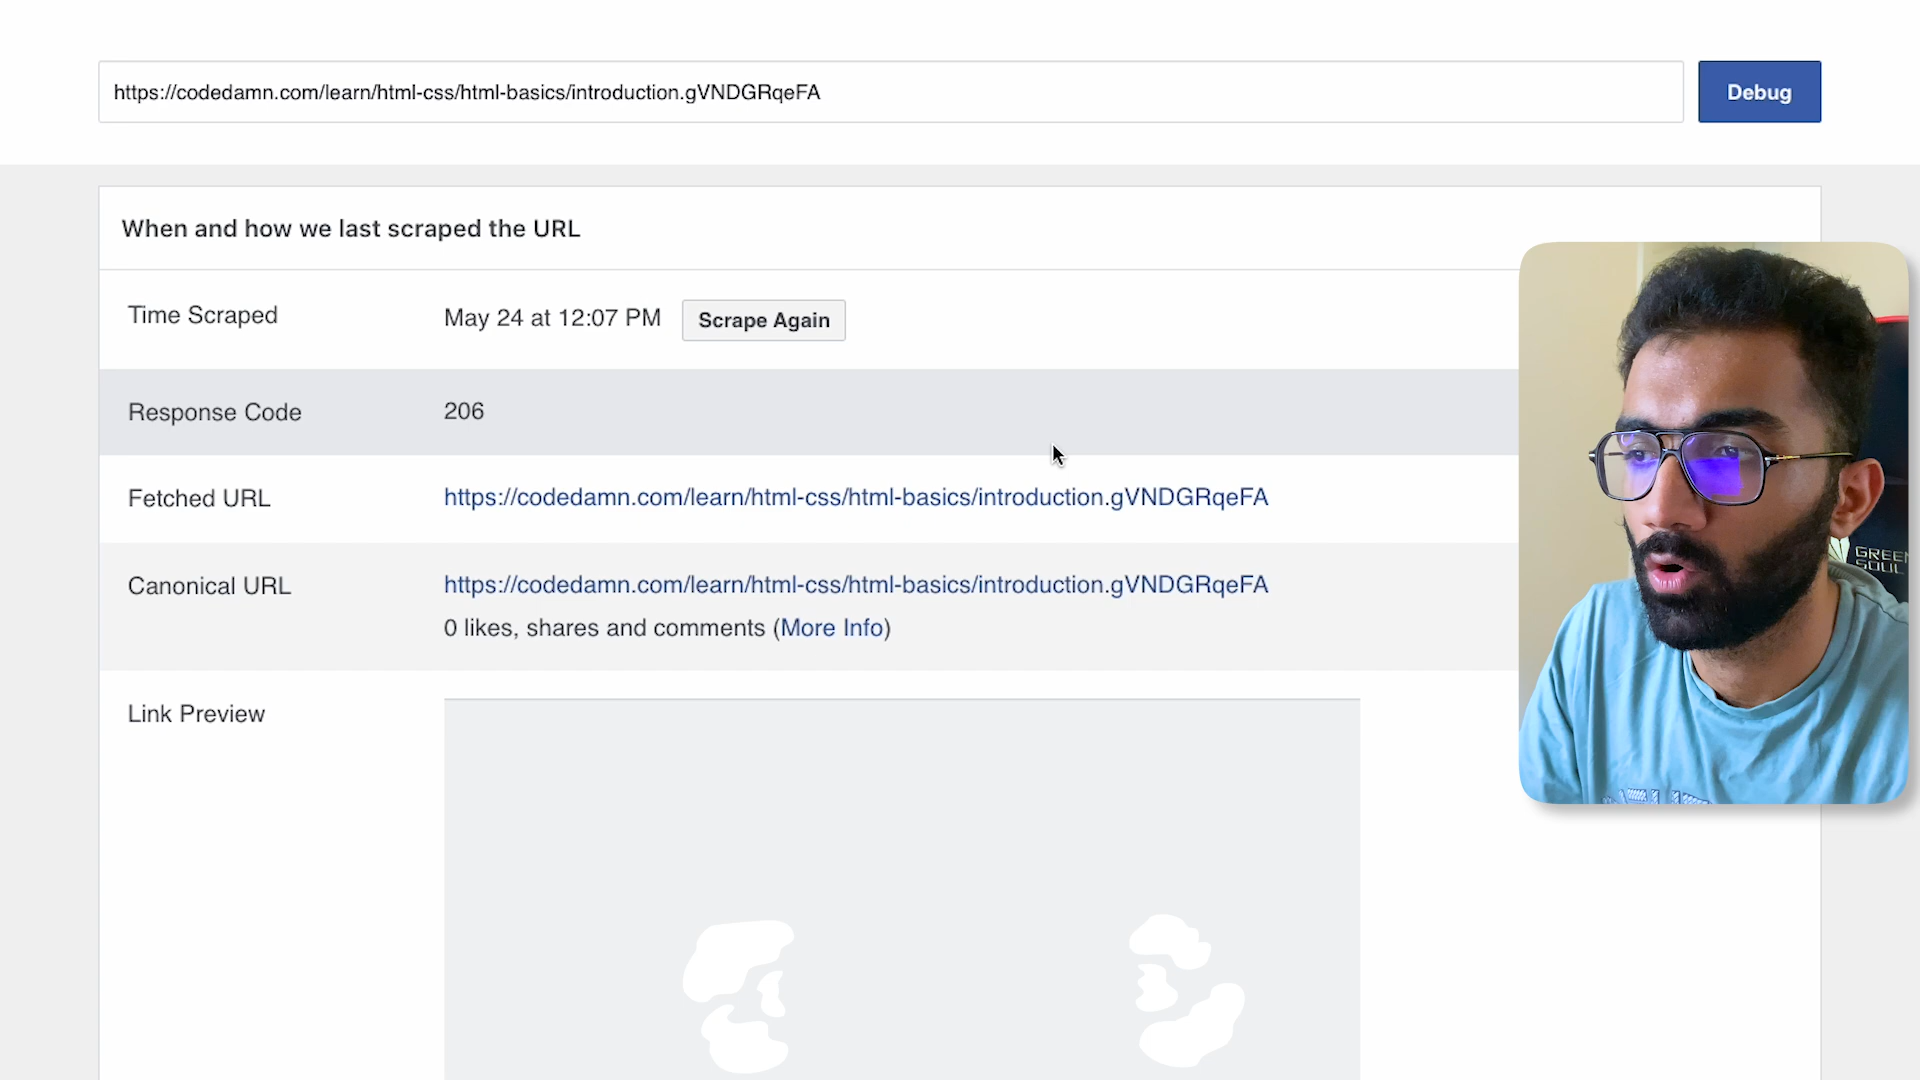 https://codedamn.com/learn/html-css/html-basics/introduction.gVNDGRqeFA
Debug
When and how we last scraped the URL
Time Scraped
May 24 at 12:07 PM
Scrape Again
Response Code
206
Fetched URL
https://codedamn.com/learn/html-css/html-basics/introduction.gVNDGRqeFA
Canonical URL
https://codedamn.com/learn/html-css/html-basics/introduction.gVNDGRqeFA
0 likes, shares and comments (More Info)
Link Preview
GREEN
SOUL